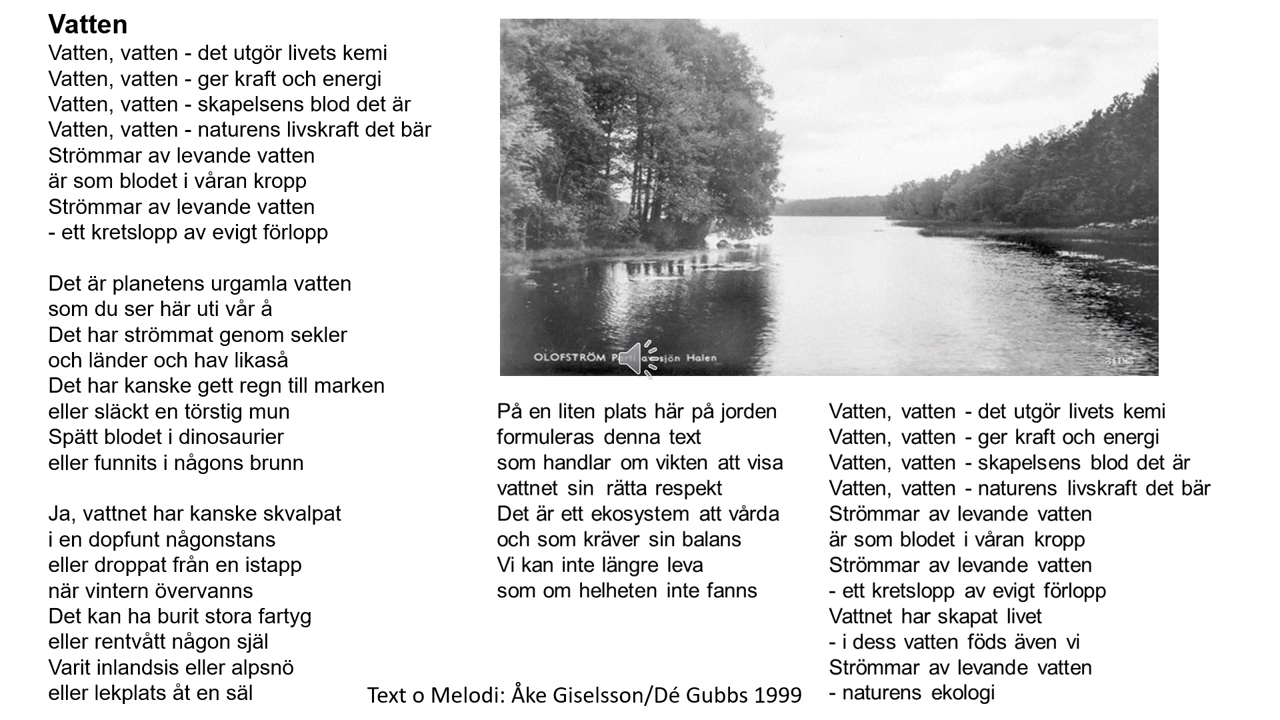 Vatten
Vatten, vatten - det utgör livets kemi
Vatten, vatten - ger kraft och energi
Vatten, vatten - skapelsens blod det är
Vatten, vatten - naturens livskraft det bär
Strömmar av levande vatten
är som blodet i våran kropp
Strömmar av levande vatten
- ett kretslopp av evigt förlopp

Det är planetens urgamla vatten
som du ser här uti vår å
Det har strömmat genom sekler
och länder och hav likaså
Det har kanske gett regn till marken
eller släckt en törstig mun
Spätt blodet i dinosaurier
eller funnits i någons brunn

Ja, vattnet har kanske skvalpat
i en dopfunt någonstans
eller droppat från en istapp
när vintern övervanns
Det kan ha burit stora fartyg
eller rentvått någon själ
Varit inlandsis eller alpsnö
eller lekplats åt en säl

OLOFSTRÖM sjön Halen

På en liten plats här på jorden
formuleras denna text
som handlar om vikten att visa
vattnet sin rätta respekt
Det är ett ekosystem att vårda
och som kräver sin balans
Vi kan inte längre leva
som om helheten inte fanns

Vatten, vatten - det utgör livets kemi
Vatten, vatten - ger kraft och energi
Vatten, vatten - skapelsens blod det är
Vatten, vatten - naturens livskraft det bär
Strömmar av levande vatten
är som blodet i våran kropp
Strömmar av levande vatten
- ett kretslopp av evigt förlopp
Vattnet har skapat livet
- i dess vatten föds även vi
Strömmar av levande vatten
- naturens ekologi

Text o Melodi: Åke Giselsson/Dé Gubbs 1999